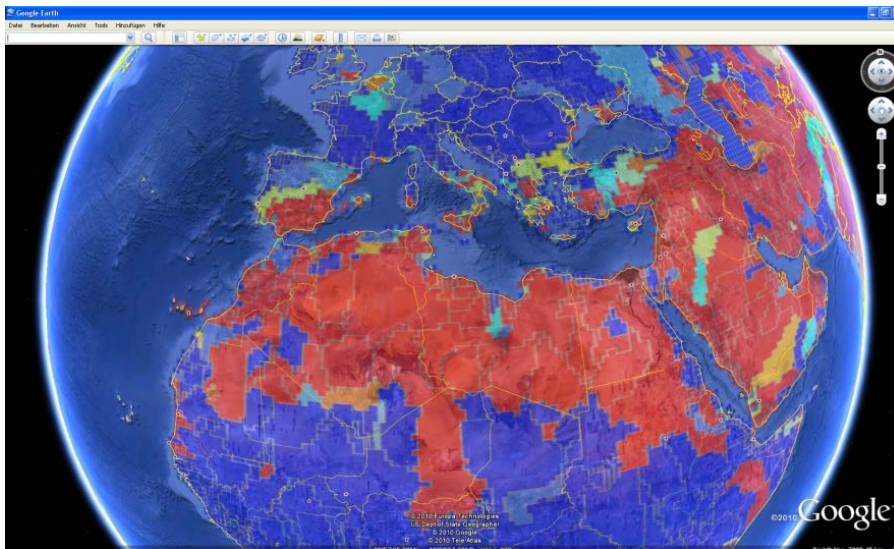 Google Earth
Datei Bearbeiten Ansicht Tools Hinzufügen Hilfe
N
© 2010 Europa Technologies
US Dept of State Geographer
© 2010 Google
© 2010 Tele Atlas
©2010 Google